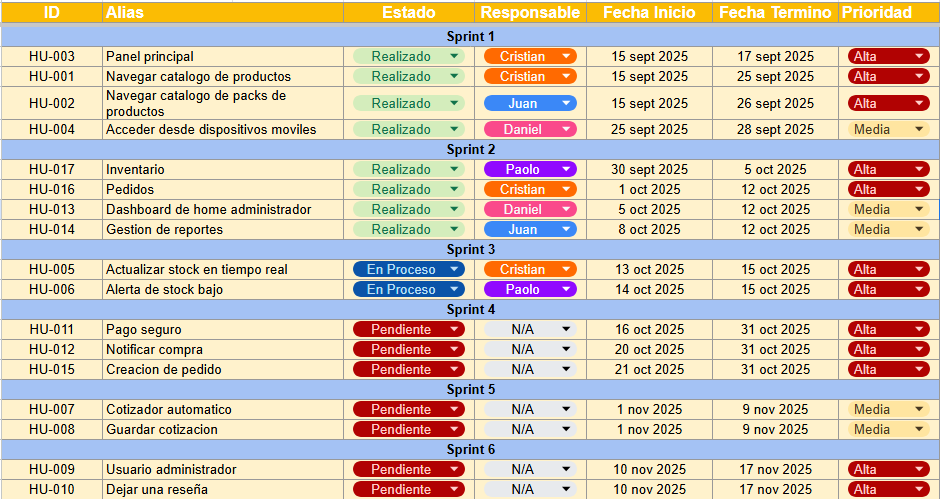 ID Alias Estado Responsable Fecha Inicio Fecha Termino Prioridad
Sprint 1
HU-003 Panel principal Realizado Cristian 15 sept 2025 17 sept 2025 Alta
HU-001 Navegar catalogo de productos Realizado Cristian 15 sept 2025 25 sept 2025 Alta
HU-002 Navegar catalogo de packs de
productos Realizado Juan 15 sept 2025 26 sept 2025 Alta
HU-004 Acceder desde dispositivos moviles Realizado Daniel 25 sept 2025 28 sept 2025 Media
Sprint 2
HU-017 Inventario Realizado Paolo 30 sept 2025 5 oct 2025 Alta
HU-016 Pedidos Realizado Cristian 1 oct 2025 12 oct 2025 Alta
HU-013 Dashboard de home administrador Realizado Daniel 5 oct 2025 12 oct 2025 Media
HU-014 Gestion de reportes Realizado Juan 8 oct 2025 12 oct 2025 Media
Sprint 3
HU-005 Actualizar stock en tiempo real En Proceso Cristian 13 oct 2025 15 oct 2025 Alta
HU-006 Alerta de stock bajo En Proceso Paolo 14 oct 2025 15 oct 2025 Alta
Sprint 4
HU-011 Pago seguro Pendiente N/A 16 oct 2025 31 oct 2025 Alta
HU-012 Notificar compra Pendiente N/A 20 oct 2025 31 oct 2025 Alta
HU-015 Creacion de pedido Pendiente N/A 21 oct 2025 31 oct 2025 Alta
Sprint 5
HU-007 Cotizador automatico Pendiente N/A 1 nov 2025 9 nov 2025 Media
HU-008 Guardar cotizacion Pendiente N/A 1 nov 2025 9 nov 2025 Media
Sprint 6
HU-009 Usuario administrador Pendiente N/A 10 nov 2025 17 nov 2025 Alta
HU-010 Dejar una reseña Pendiente N/A 10 nov 2025 17 nov 2025 Alta